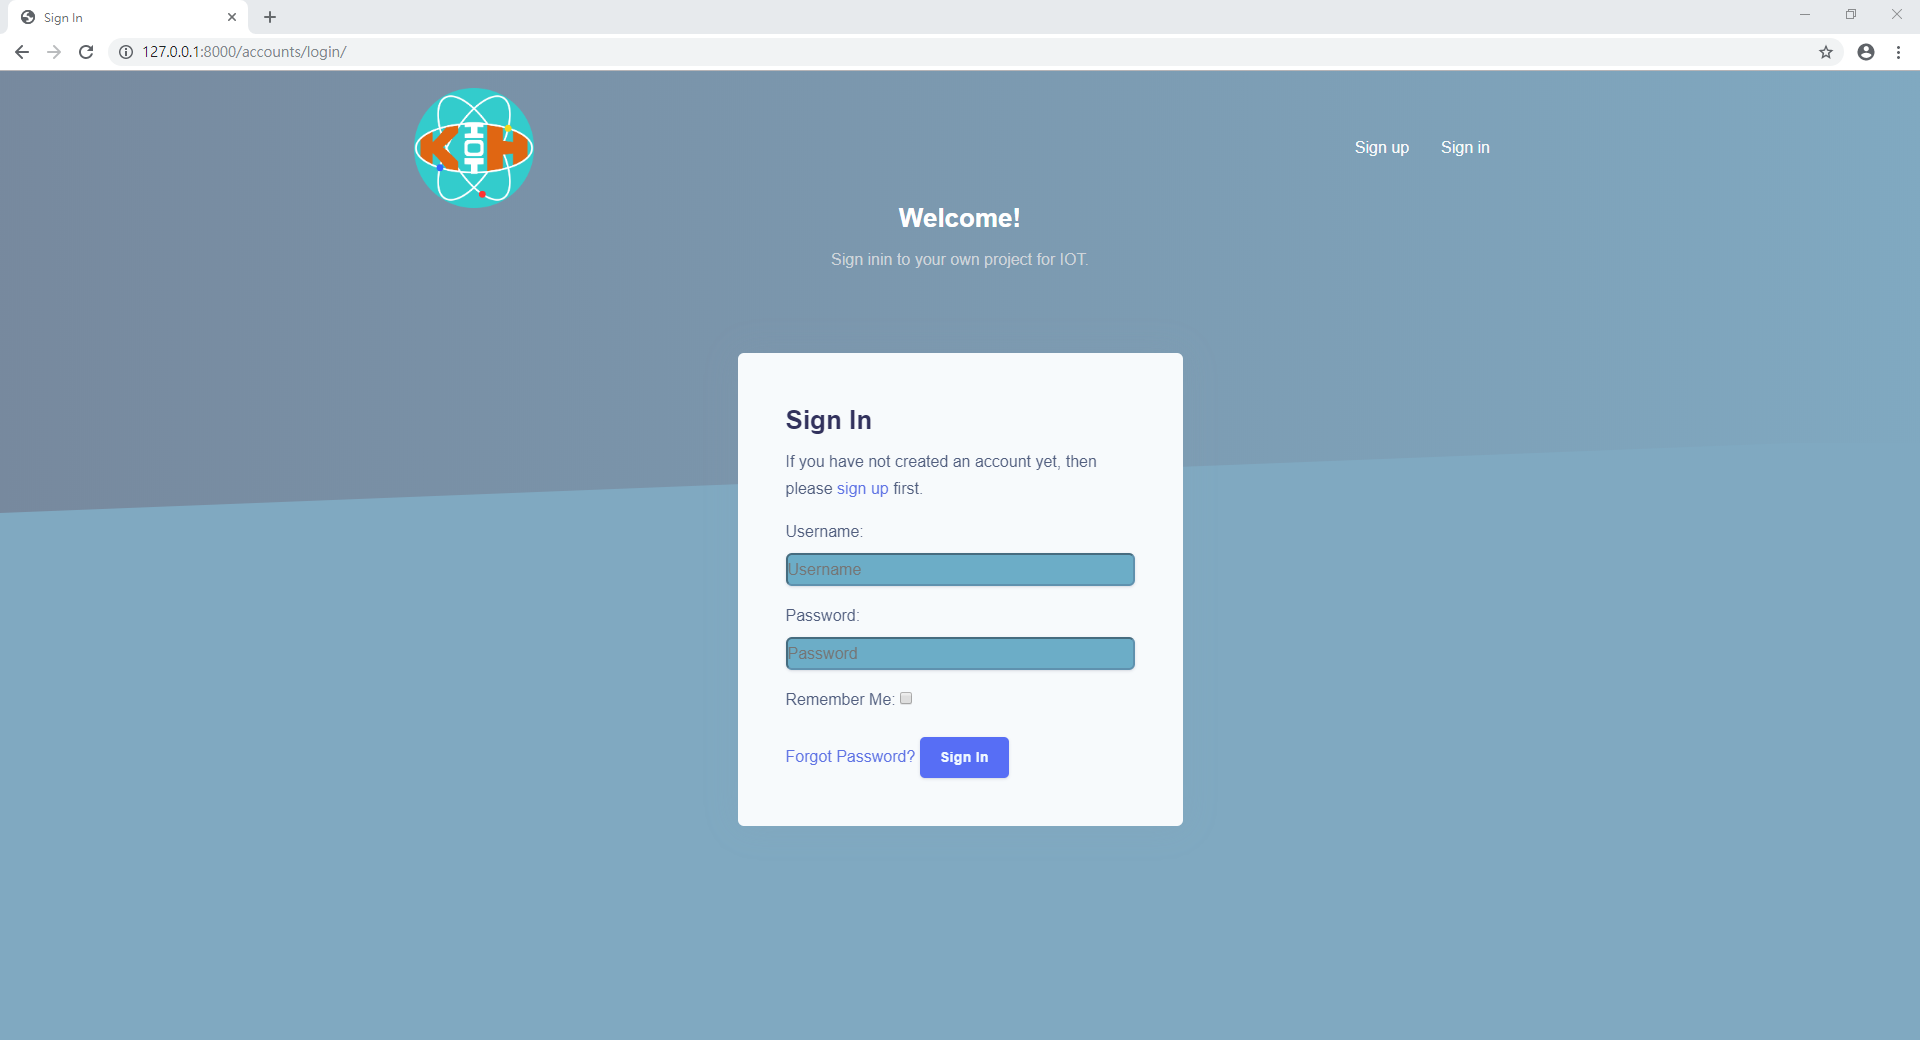 Sign In
127.0.0.1:8000/accounts/login/
K IOT H
Sign up Sign in
Welcome!
Sign inin to your own project for IOT.
Sign In
If you have not created an account yet, then
please sign up first.
Username:
Username
Password:
Password
Remember Me:
Forgot Password? Sign In